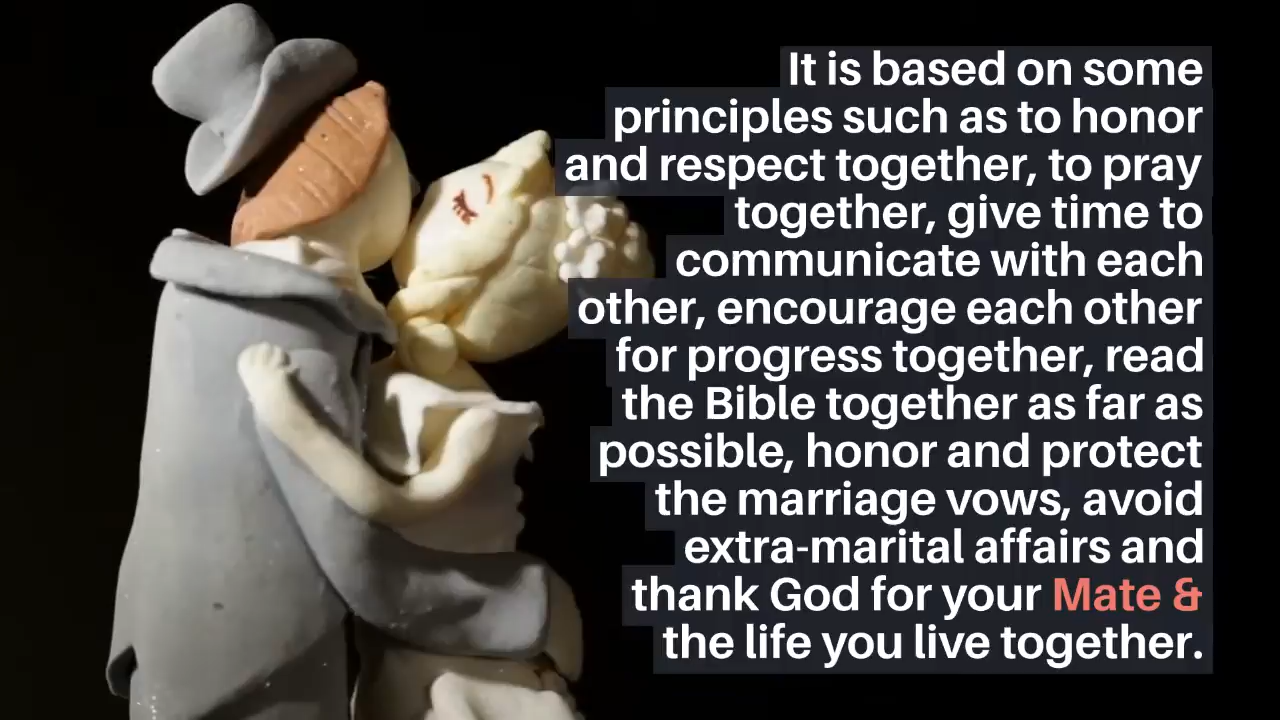 It is based on some
principles such as to honor
and respect together, to pray
together, give time to
communicate with each
other, encourage each other
for progress together, read
the Bible together as far as
possible, honor and protect
the marriage vows, avoid
extra-marital affairs and
thank God for your Mate &
the life you live together.